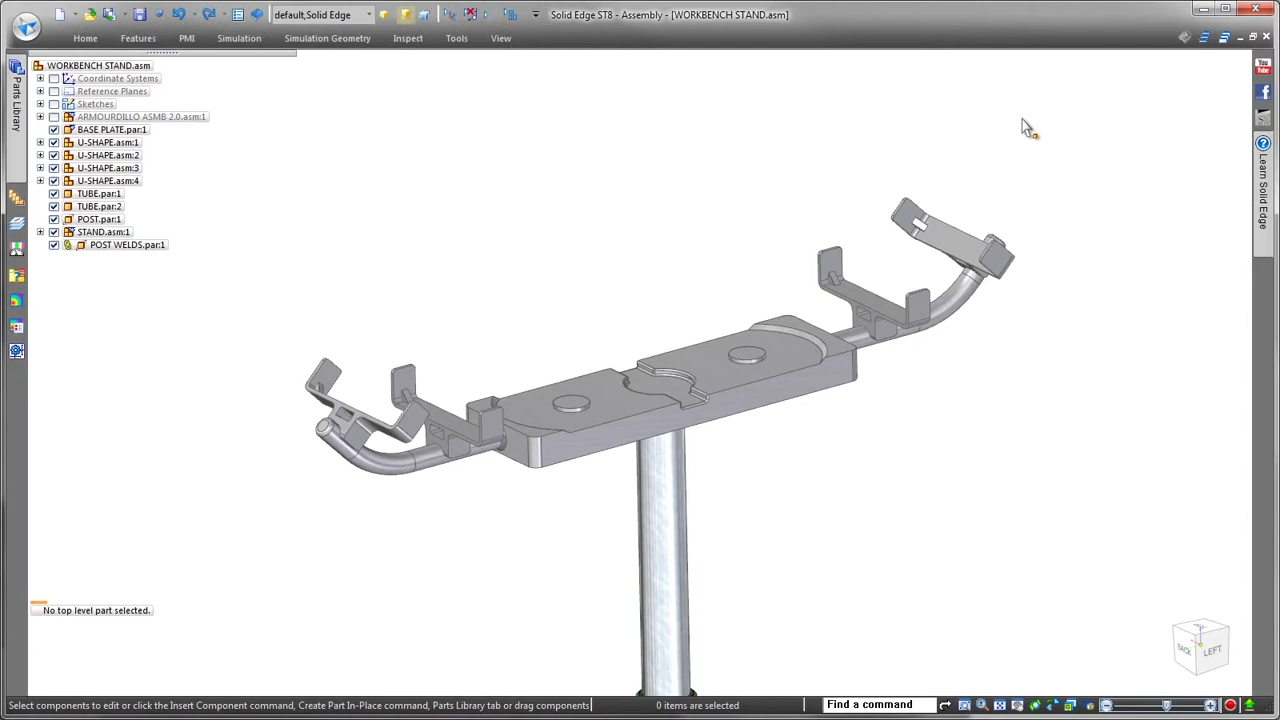 default,Solid Edge
Solid Edge ST8 - Assembly - [WORKBENCH STAND.asm]
Home Features PMI Simulation Simulation Geometry Inspect Tools View
Parts Library
WORKBENCH STAND.asm
Coordinate Systems
Reference Planes
Sketches
ARMOURDILLO ASMB 2.0.asm:1
BASE PLATE.par:1
U-SHAPE.asm:1
U-SHAPE.asm:2
U-SHAPE.asm:3
U-SHAPE.asm:4
TUBE.par:1
TUBE.par:2
POST.par:1
STAND.asm:1
POST WELDS.par:1
You
Tube
Learn Solid Edge
No top level part selected.
BACK LEFT
Select components to edit or click the Insert Component command, Create Part In-Place command, Parts Library tab or drag components 0 items are selected Find a command